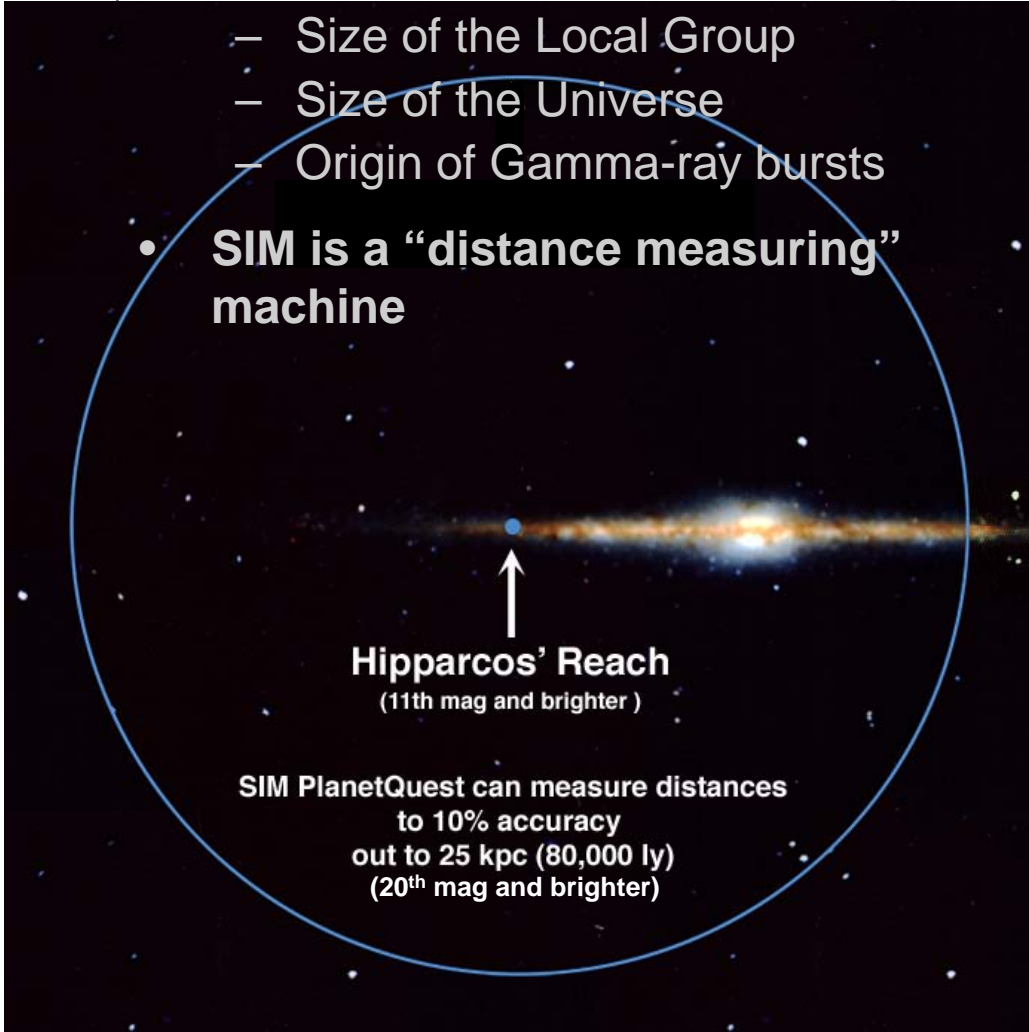 – Size of the Local Group
– Size of the Universe
– Origin of Gamma-ray bursts
• SIM is a “distance measuring”
machine
Hipparcos’ Reach
(11th mag and brighter )
SIM PlanetQuest can measure distances
to 10% accuracy
out to 25 kpc (80,000 ly)
(20th mag and brighter)